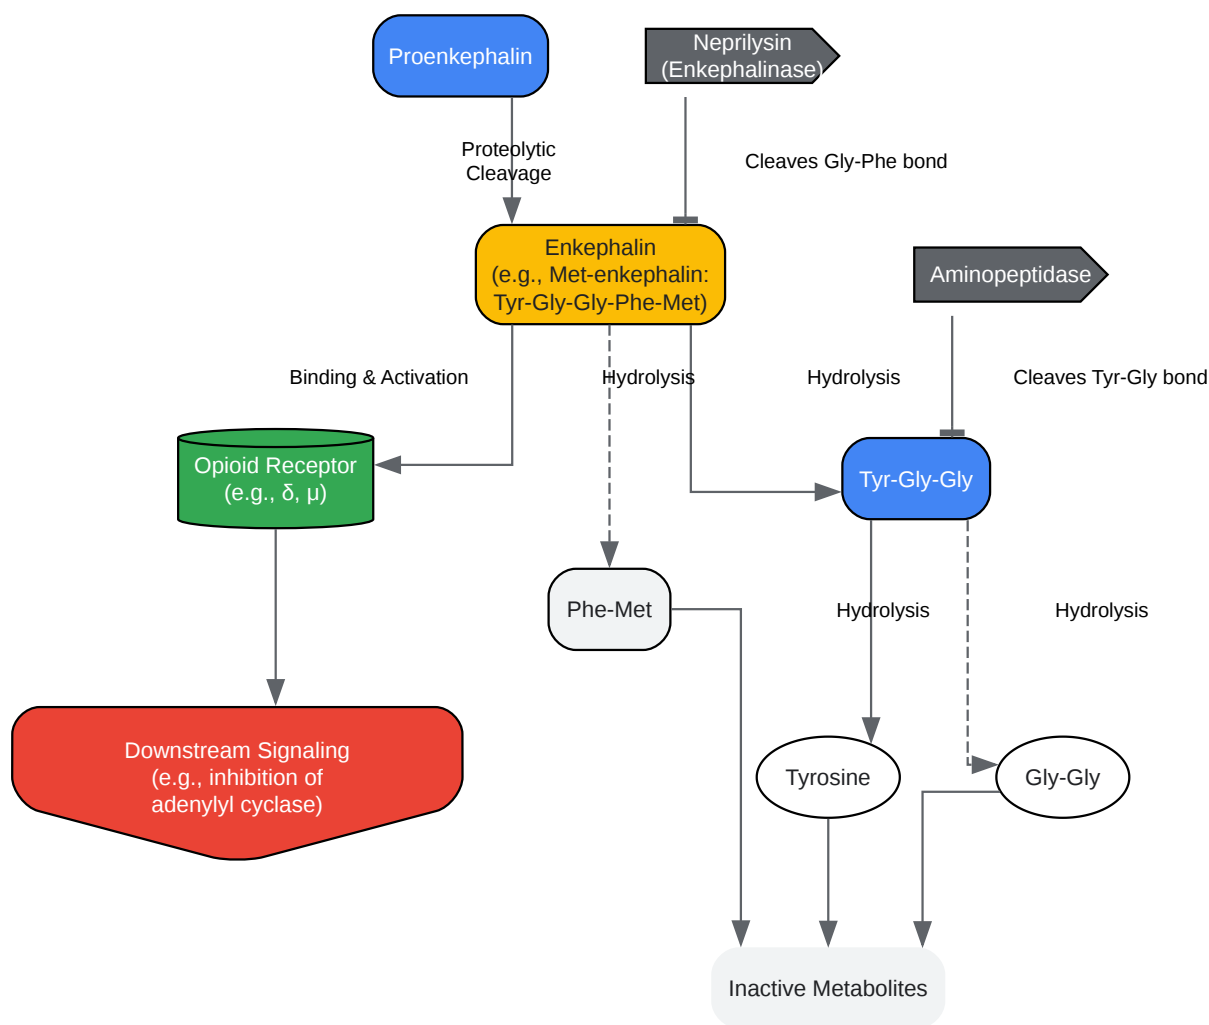 Proenkephalin
Neprilysin
(Enkephalinase)
Proteolytic
Cleavage
Cleaves Gly-Phe bond
Enkephalin
(e.g., Met-enkephalin:
Tyr-Gly-Gly-Phe-Met)
Aminopeptidase
Binding & Activation
Hydrolysis
Hydrolysis
Cleaves Tyr-Gly bond
Opioid Receptor
(e.g., δ, μ)
Tyr-Gly-Gly
Phe-Met
Hydrolysis
Hydrolysis
Downstream Signaling
(e.g., inhibition of
adenylyl cyclase)
Tyrosine
Gly-Gly
Inactive Metabolites